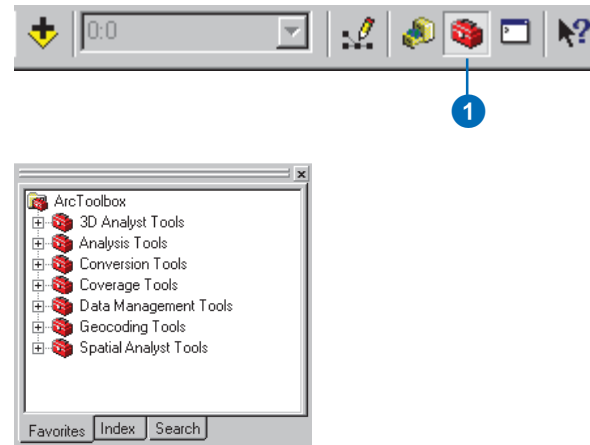 0:0
1
ArcToolbox
3D Analyst Tools
Analysis Tools
Conversion Tools
Coverage Tools
Data Management Tools
Geocoding Tools
Spatial Analyst Tools
Favorites Index Search